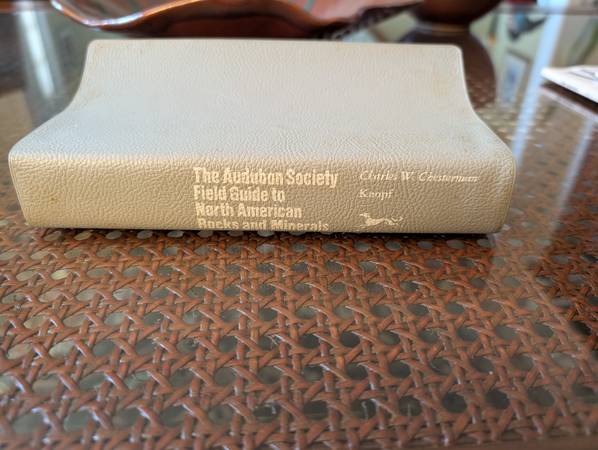 The Audubon Society
Field Guide to
North American
Rocks and Minerals
Charles W. Chesterman
Knopf